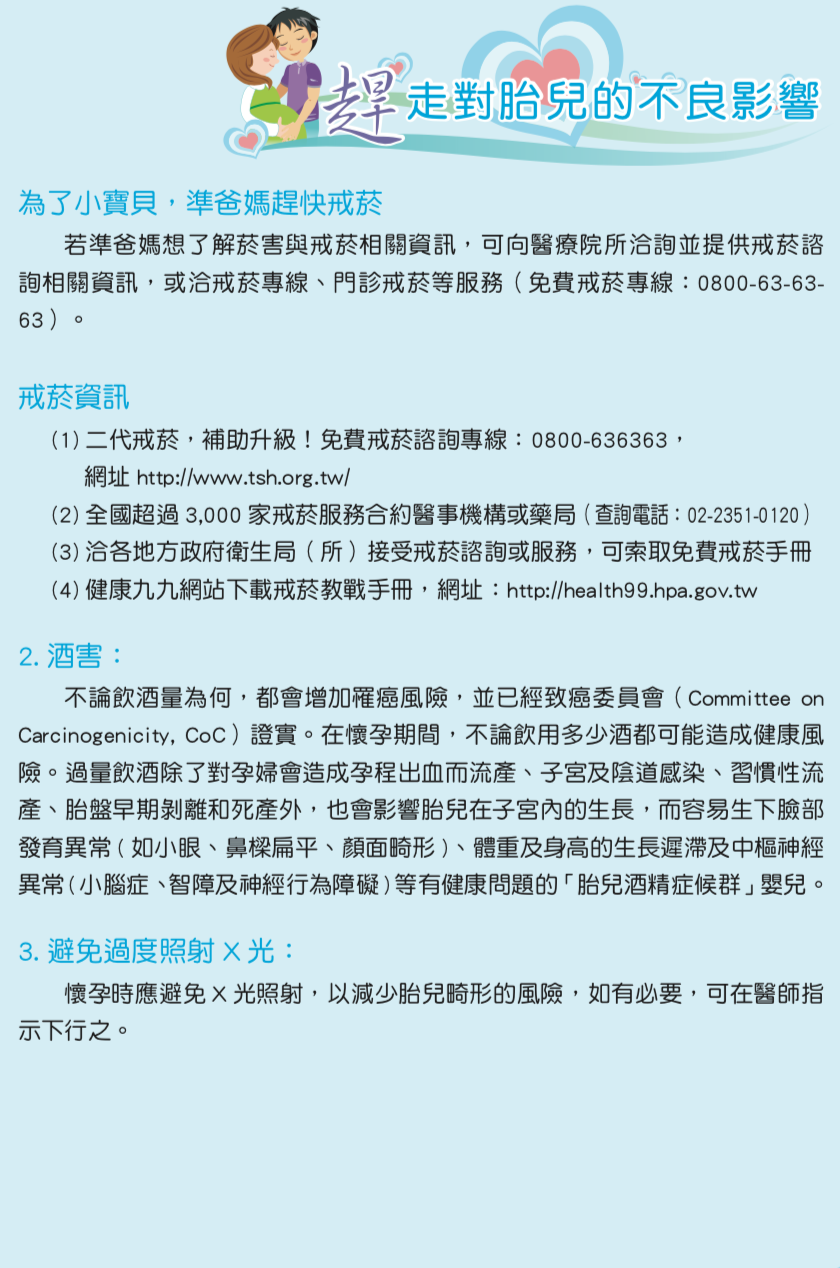 趕走對胎兒的不良影響
為了小寶貝，準爸媽趕快戒菸
若準爸媽想了解菸害與戒菸相關資訊，可向醫療院所洽詢並提供戒菸諮
詢相關資訊，或洽戒菸專線、門診戒菸等服務（免費戒菸專線：0800-63-63-
63）。
戒菸資訊
(1) 二代戒菸，補助升級！免費戒菸諮詢專線：0800-636363，
網址 http://www.tsh.org.tw/
(2) 全國超過 3,000 家戒菸服務合約醫事機構或藥局（查詢電話：02-2351-0120）
(3) 洽各地方政府衛生局（所）接受戒菸諮詢或服務，可索取免費戒菸手冊
(4) 健康九九網站下載戒菸教戰手冊，網址：http://health99.hpa.gov.tw
2. 酒害：
不論飲酒量為何，都會增加罹癌風險，並已經致癌委員會（Committee on
Carcinogenicity, CoC）證實。在懷孕期間，不論飲用多少酒都可能造成健康風
險。過量飲酒除了對孕婦會造成孕程出血而流產、子宮及陰道感染、習慣性流
產、胎盤早期剝離和死產外，也會影響胎兒在子宮內的生長，而容易生下臉部
發育異常 ( 如小眼、鼻樑扁平、顏面畸形 )、體重及身高的生長遲滯及中樞神經
異常 ( 小腦症、智障及神經行為障礙 ) 等有健康問題的「胎兒酒精症候群」嬰兒。
3. 避免過度照射 X 光：
懷孕時應避免 X 光照射，以減少胎兒畸形的風險，如有必要，可在醫師指
示下行之。